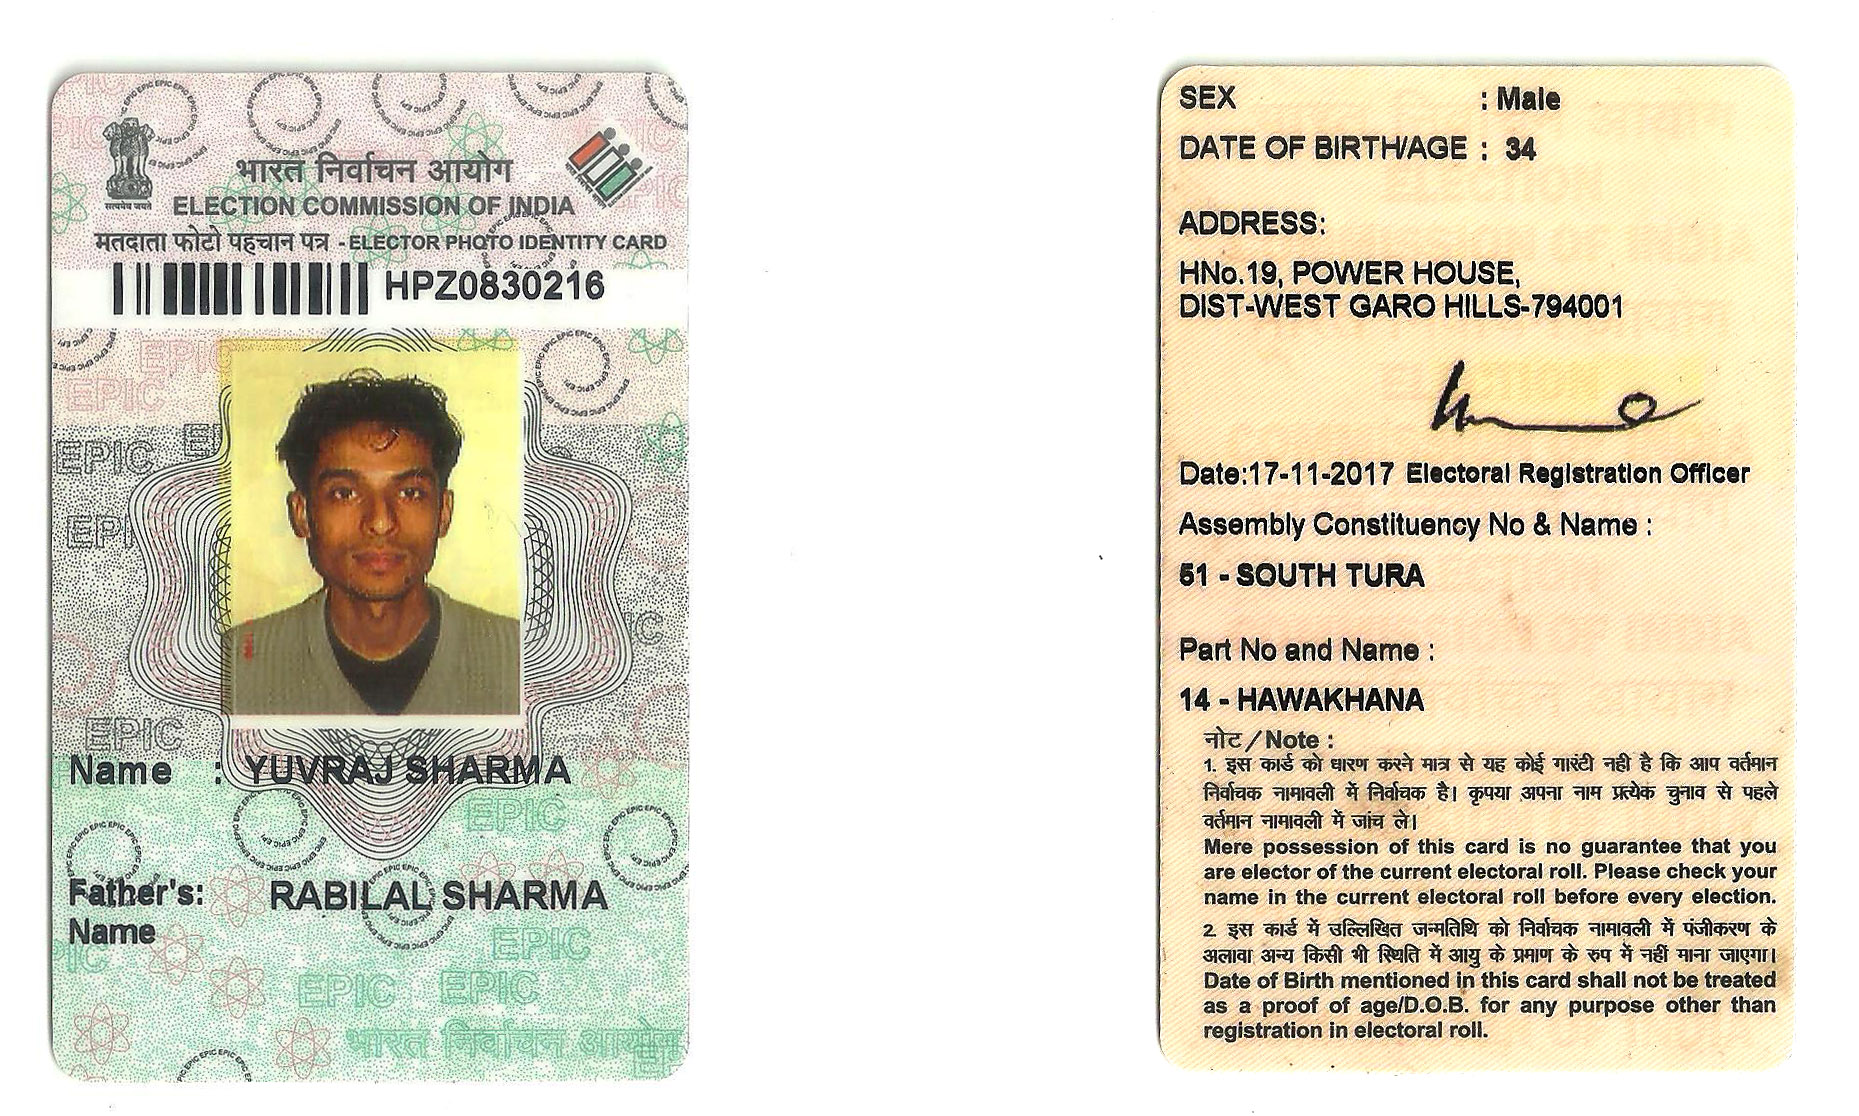 भारत निर्वाचन आयोग
ELECTION COMMISSION OF INDIA
मतदाता फोटो पहचान पत्र - ELECTOR PHOTO IDENTITY CARD
HPZ0830216
Name : YUVRAJ SHARMA
Father's: RABILAL SHARMA
Name
EPIC
भारत निर्वाचन आयोग
SEX : Male
DATE OF BIRTH/AGE : 34
ADDRESS:
HNo.19, POWER HOUSE,
DIST-WEST GARO HILLS-794001
Date:17-11-2017 Electoral Registration Officer
Assembly Constituency No & Name :
51 - SOUTH TURA
Part No and Name :
14 - HAWAKHANA
नोट/Note :
1. इस कार्ड को धारण करने मात्र से यह कोई गारंटी नही है कि आप वर्तमान
निर्वाचक नामावली में निर्वाचक है। कृपया अपना नाम प्रत्येक चुनाव से पहले
वर्तमान नामावली में जांच ले।
Mere possession of this card is no guarantee that you
are elector of the current electoral roll. Please check your
name in the current electoral roll before every election.
2. इस कार्ड में उल्लिखित जन्मतिथि को निर्वाचक नामावली में पंजीकरण के
अलावा अन्य किसी भी स्थिति में आयु के प्रमाण के रुप में नहीं माना जाएगा।
Date of Birth mentioned in this card shall not be treated
as a proof of age/D.O.B. for any purpose other than
registration in electoral roll.